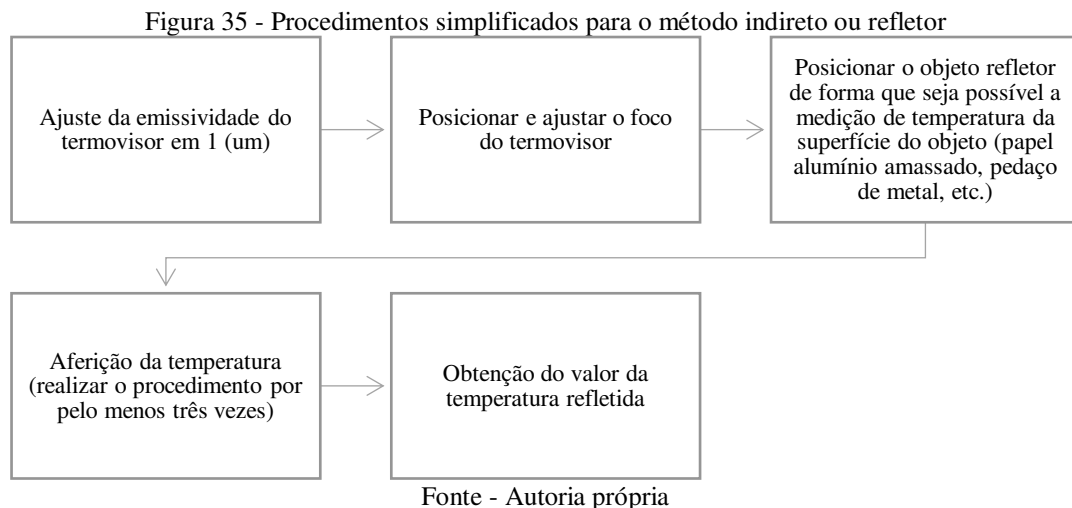 Figura 35 - Procedimentos simplificados para o método indireto ou refletor
Ajuste da emissividade do
termovisor em 1 (um)
Posicionar e ajustar o foco
do termovisor
Posicionar o objeto refletor
de forma que seja possível a
medição de temperatura da
superfície do objeto (papel
alumínio amassado, pedaço
de metal, etc.)
Aferição da temperatura
(realizar o procedimento por
pelo menos três vezes)
Obtenção do valor da
temperatura refletida
Fonte - Autoria própria